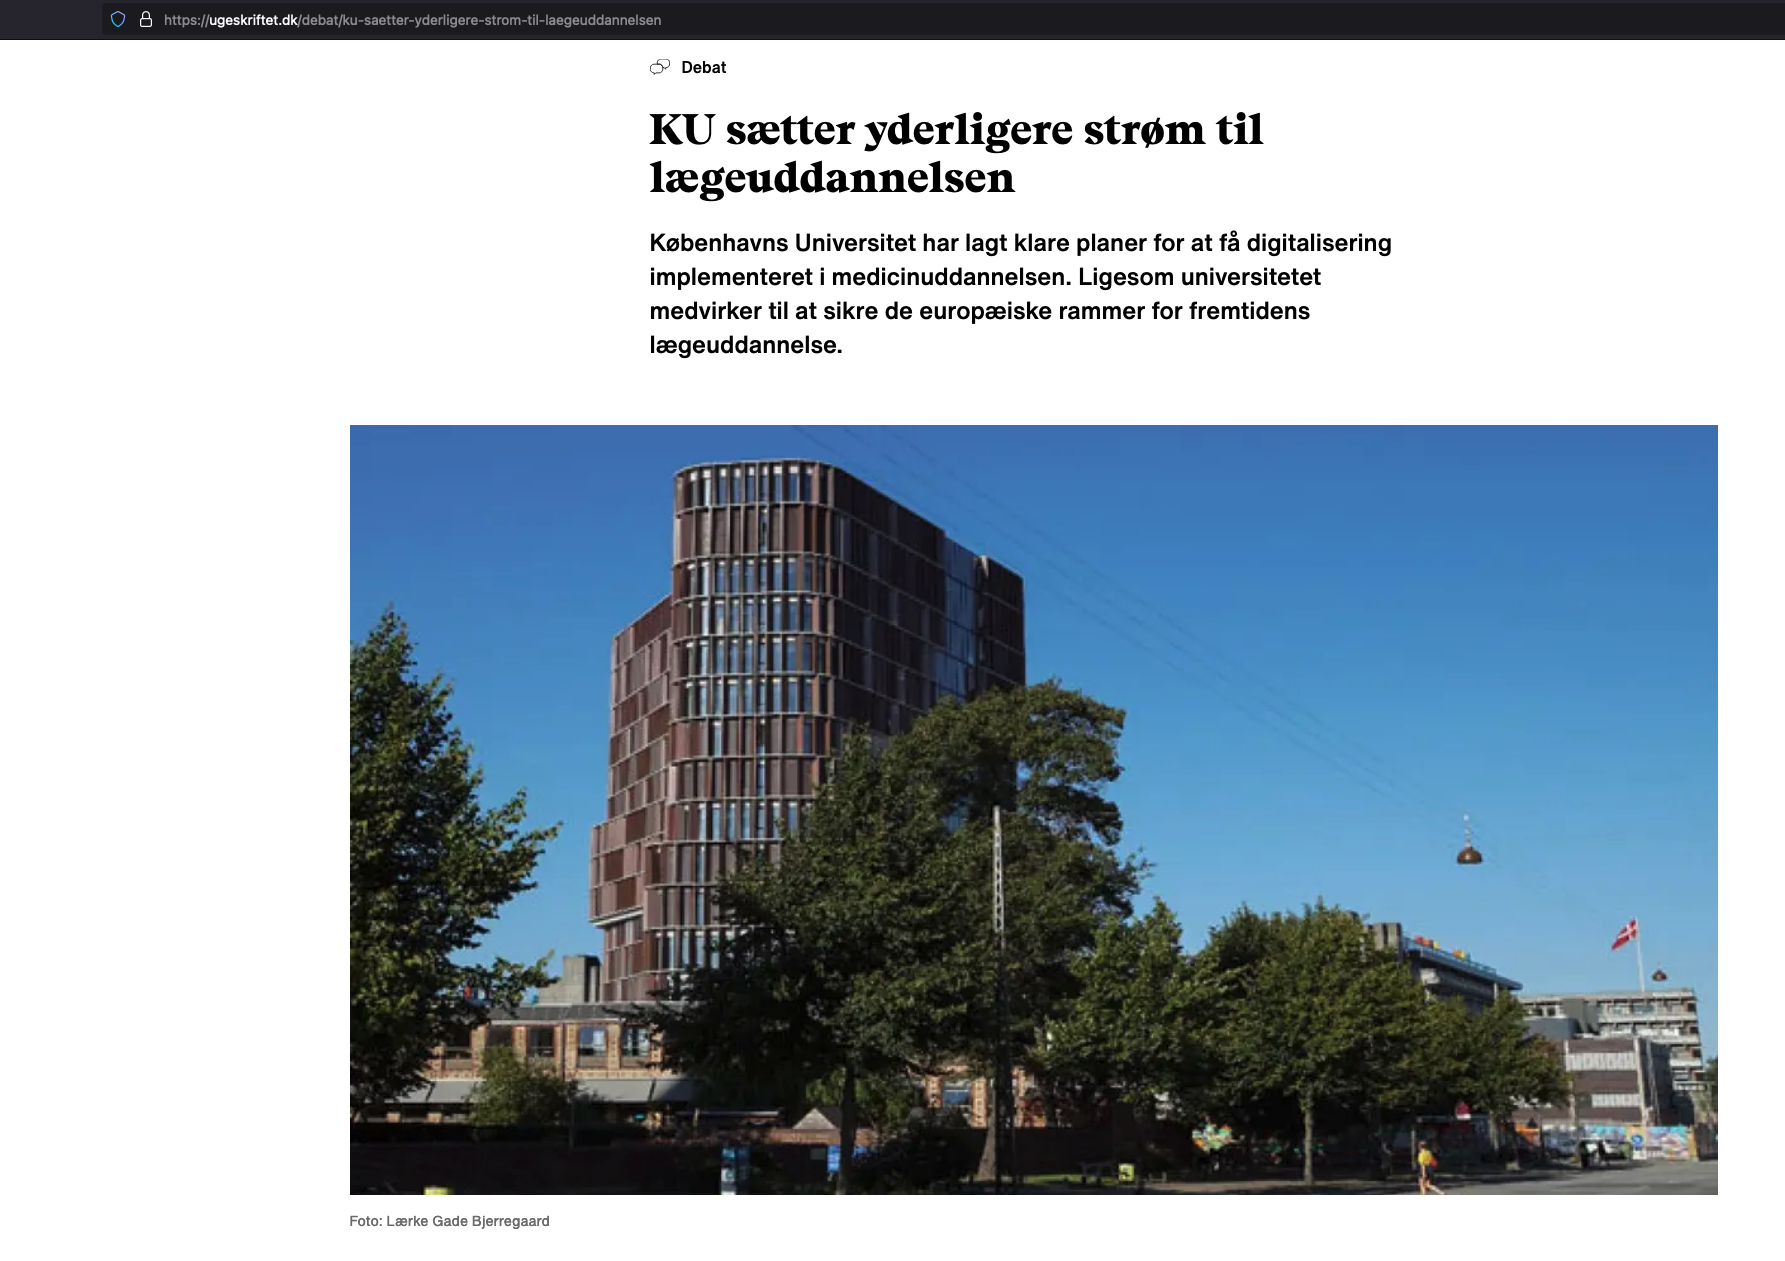 https://ugeskriftet.dk/debat/ku-saetter-yderligere-strom-til-laegeuddannelsen
Debat
KU sætter yderligere strøm til
lægeuddannelsen
Københavns Universitet har lagt klare planer for at få digitalisering
implementeret i medicinuddannelsen. Ligesom universitetet
medvirker til at sikre de europæiske rammer for fremtidens
lægeuddannelse.
Foto: Lærke Gade Bjerregaard